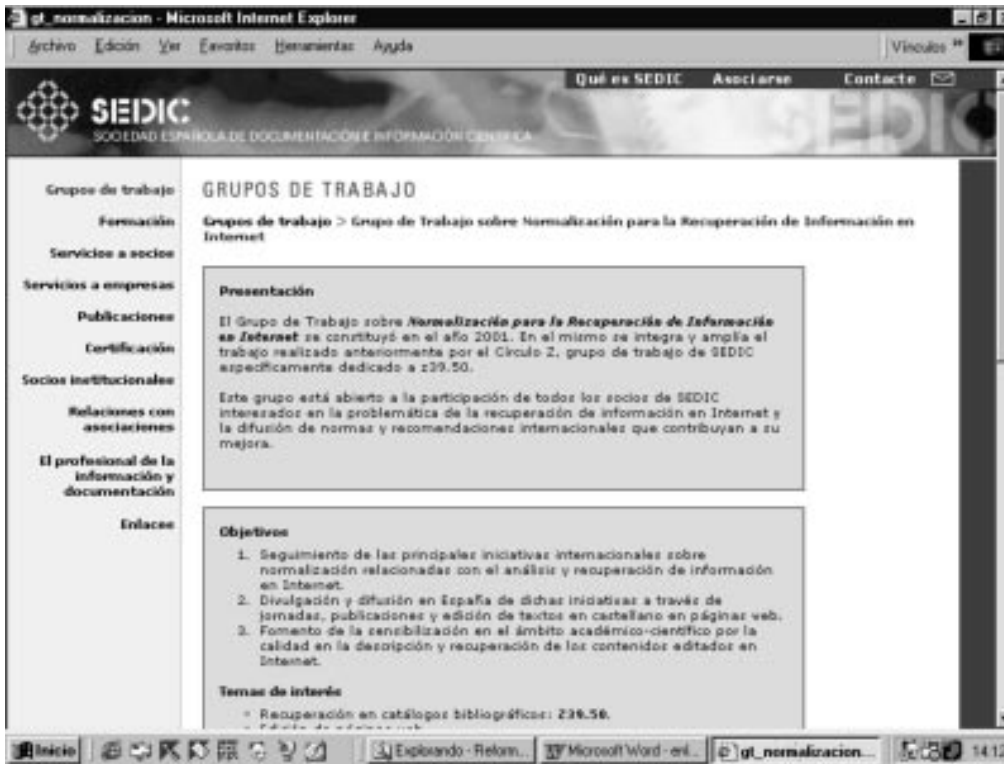 gt_normalizacion - Microsoft Internet Explorer
Archivo Edición Ver Favoritos Herramientas Ayuda
Vínculos »
Qué es SEDIC Asociarse Contacte
SEDIC
SOCIEDAD ESPAÑOLA DE DOCUMENTACIÓN E INFORMACIÓN CIENTÍFICA
SEDIC
Grupos de trabajo
Formación
Servicios a socios
Servicios a empresas
Publicaciones
Certificación
Socios institucionales
Relaciones con
asociaciones
El profesional de la
información y
documentación
Enlaces
GRUPOS DE TRABAJO
Grupos de trabajo > Grupo de Trabajo sobre Normalización para la Recuperación de Información en
Internet
Presentación
El Grupo de Trabajo sobre Normalización para la Recuperación de Información
en Internet se constituyó en el año 2001. En el mismo se integra y amplía el
trabajo realizado anteriormente por el Círculo Z, grupo de trabajo de SEDIC
específicamente dedicado a z39.50.
Este grupo está abierto a la participación de todos los socios de SEDIC
interesados en la problemática de la recuperación de información en Internet y
la difusión de normas y recomendaciones internacionales que contribuyan a su
mejora.
Objetivos
1. Seguimiento de las principales iniciativas internacionales sobre
normalización relacionadas con el análisis y recuperación de información
en Internet.
2. Divulgación y difusión en España de dichas iniciativas a través de
jornadas, publicaciones y edición de textos en castellano en páginas web.
3. Fomento de la sensibilización en el ámbito académico-científico por la
calidad en la descripción y recuperación de los contenidos editados en
Internet.
Temas de interés
Recuperación en catálogos bibliográficos: Z39.50.
Inicio
Explorando - Reform...
Microsoft Word - enl...
gt_normalizacion...
14:12